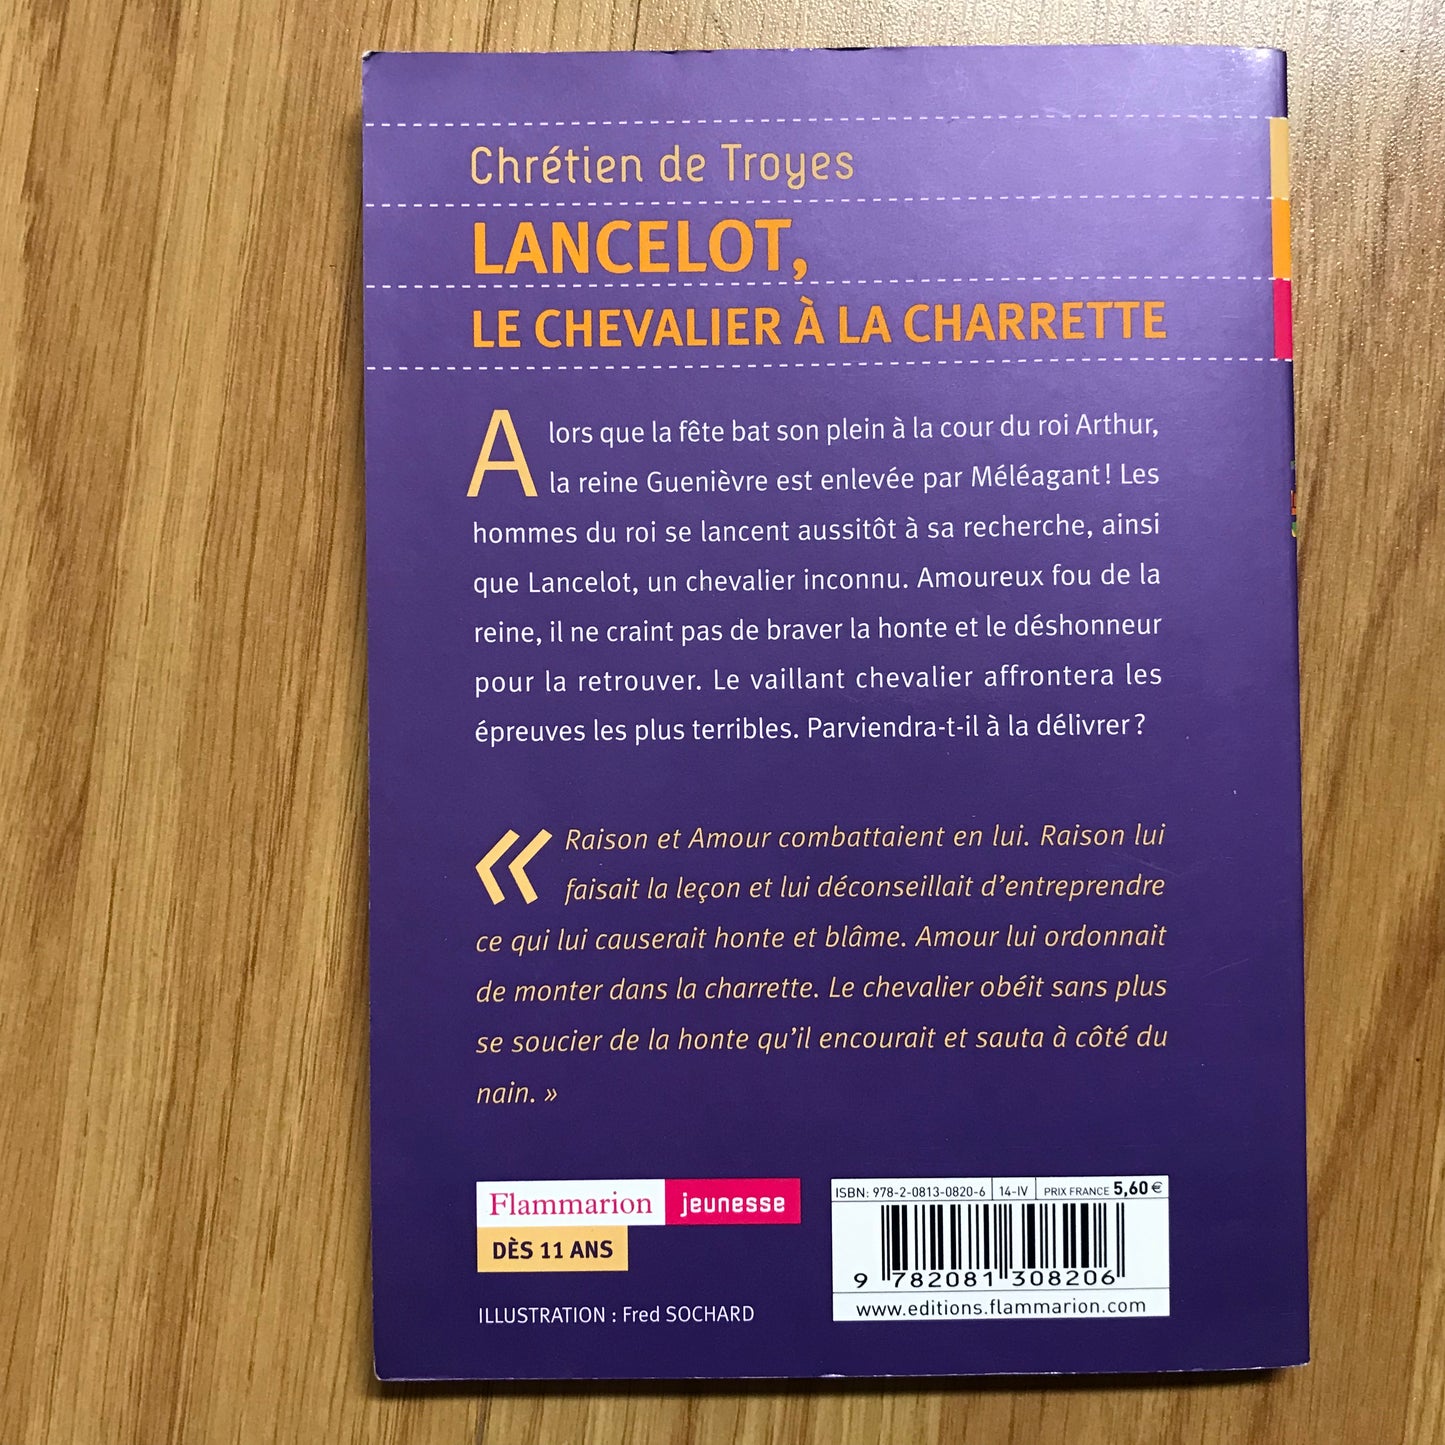 Chrétien de Troyes
LANCELOT,
LE CHEVALIER À LA CHARRETTE
Alors que la fête bat son plein à la cour du roi Arthur,
la reine Guenièvre est enlevée par Méléagant ! Les
hommes du roi se lancent aussitôt à sa recherche, ainsi
que Lancelot, un chevalier inconnu. Amoureux fou de la
reine, il ne craint pas de braver la honte et le déshonneur
pour la retrouver. Le vaillant chevalier affrontera les
épreuves les plus terribles. Parviendra-t-il à la délivrer ?
« Raison et Amour combattaient en lui. Raison lui
faisait la leçon et lui déconseillait d'entreprendre
ce qui lui causerait honte et blâme. Amour lui ordonnait
de monter dans la charrette. Le chevalier obéit sans plus
se soucier de la honte qu'il encourait et sauta à côté du
nain. »
Flammarion jeunesse
DÈS 11 ANS
ILLUSTRATION : Fred SOCHARD
ISBN: 978-2-0813-0820-6 14-IV PRIX FRANCE 5,60 €
9 782081 308206
www.editions.flammarion.com